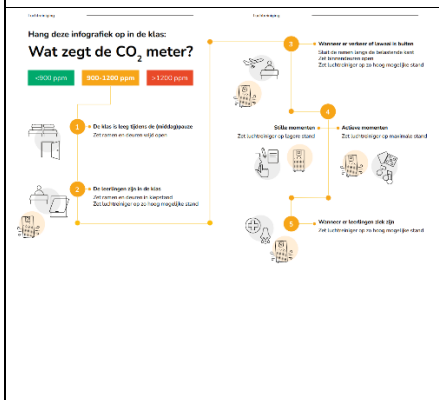 Luchtreiniging
Hang deze infografiek op in de klas:
Wat zegt de CO2 meter?
<900 ppm
900-1200 ppm
>1200 ppm
1
De klas is leeg tijdens de (middag)pauze
Zet ramen en deuren wijd open
2
De leerlingen zijn in de klas
Zet ramen en deuren in kiepstand
Zet luchtreiniger op zo hoog mogelijke stand
Luchtreiniging
3
Wanneer er verkeer of lawaai is buiten
Sluit de ramen langs de belastende kant
Zet binnendeuren open
Zet luchtreiniger op zo hoog mogelijke stand
4
Stille momenten
Zet luchtreiniger op lagere stand
Actieve momenten
Zet luchtreiniger op maximale stand
5
Wanneer er leerlingen ziek zijn
Zet luchtreiniger op zo hoog mogelijke stand